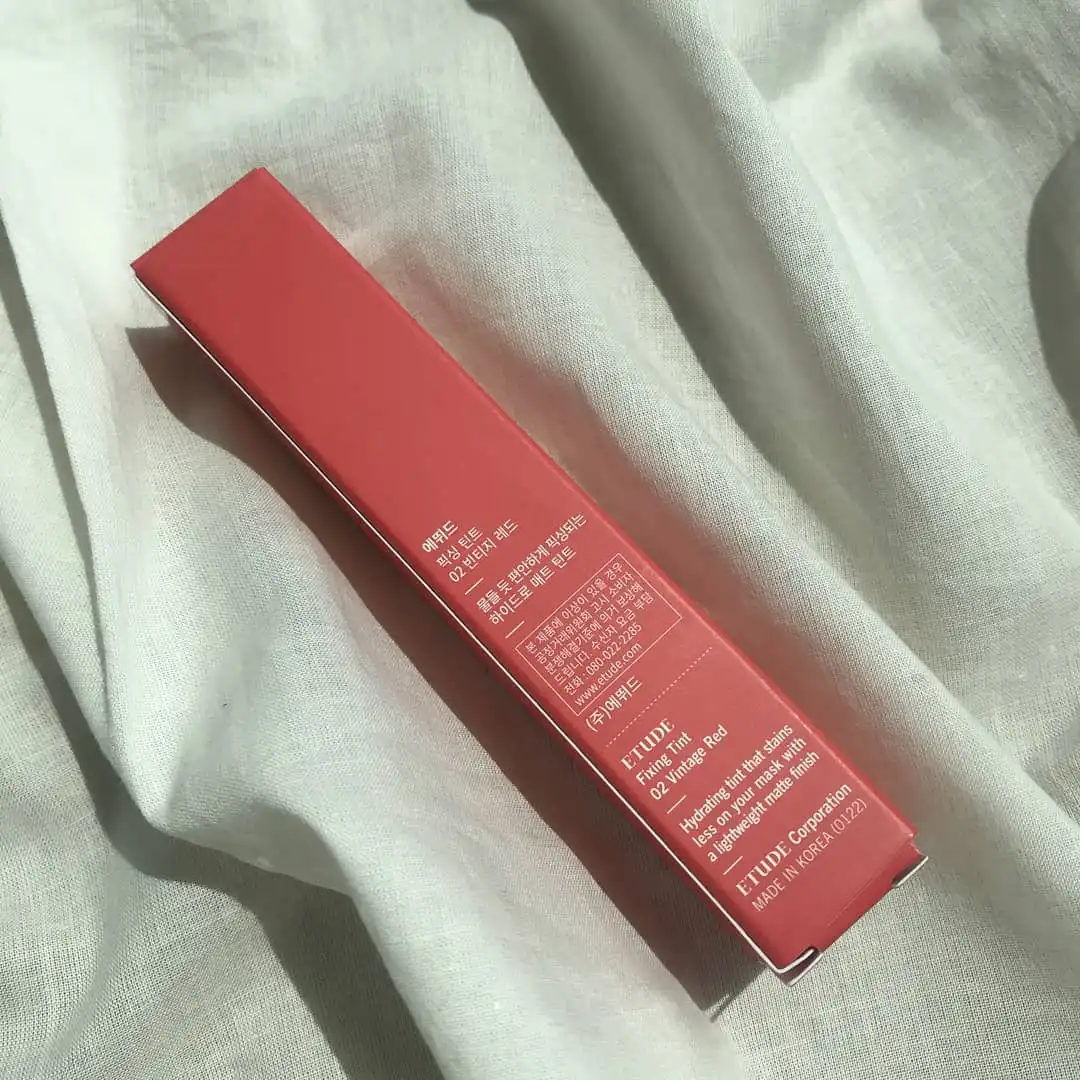 에뛰드
픽싱 틴트
02 빈티지 레드
물들 듯 편안하게 픽싱되는
하이드로 매트 틴트
본 제품에 이상이 있을 경우
공정거래위원회 고시 소비자
분쟁해결기준에 의거 보상해
드립니다. 수신자 요금 부담
전화 : 080-022-2285
www.etude.com
(주)에뛰드
ETUDE
Fixing Tint
02 Vintage Red
Hydrating tint that stains
less on your mask with
a lightweight matte finish
ETUDE Corporation
MADE IN KOREA (0122)